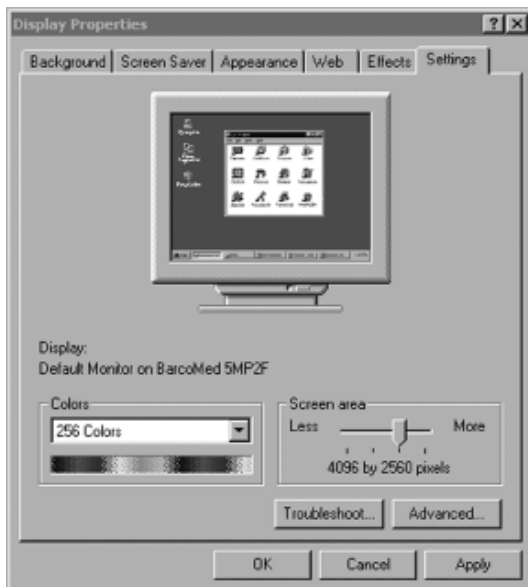 Display Properties
Background Screen Saver Appearance Web Effects Settings
Display:
Default Monitor on BarcoMed 5MP2F
Colors
256 Colors
Screen area
Less More
4096 by 2560 pixels
Troubleshoot... Advanced...
OK Cancel Apply